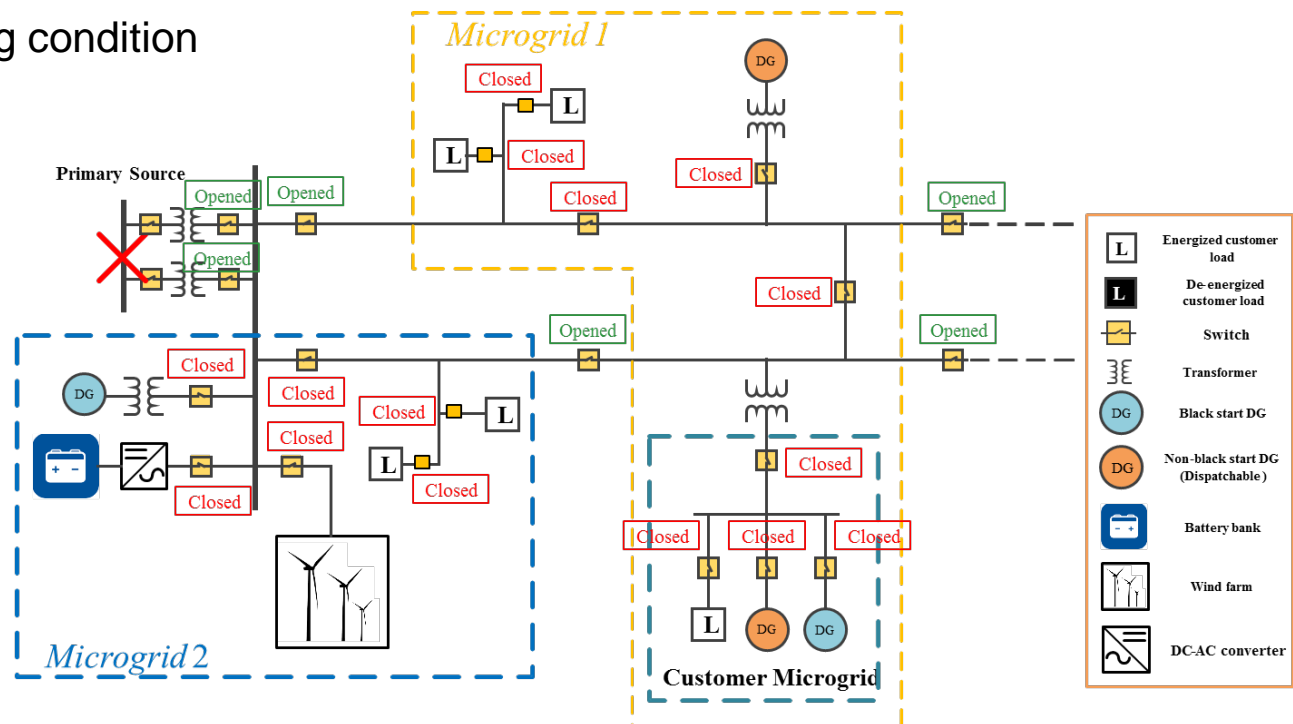 g condition
Microgrid 1
DG
Closed
L
L
Closed
Closed
Primary Source
Opened
Opened
Closed
Opened
Opened
Closed
Opened
Opened
Closed
DG
Closed
Closed
L
Closed
L
Closed
Closed
Closed
Closed
Closed
Closed
Closed
L
DG
DG
Microgrid 2
Customer Microgrid
L
Energized customer
load
L
De-energized
customer load
Switch
Transformer
DG
Black start DG
DG
Non-black start DG
(Dispatchable)
Battery bank
Wind farm
DC-AC converter